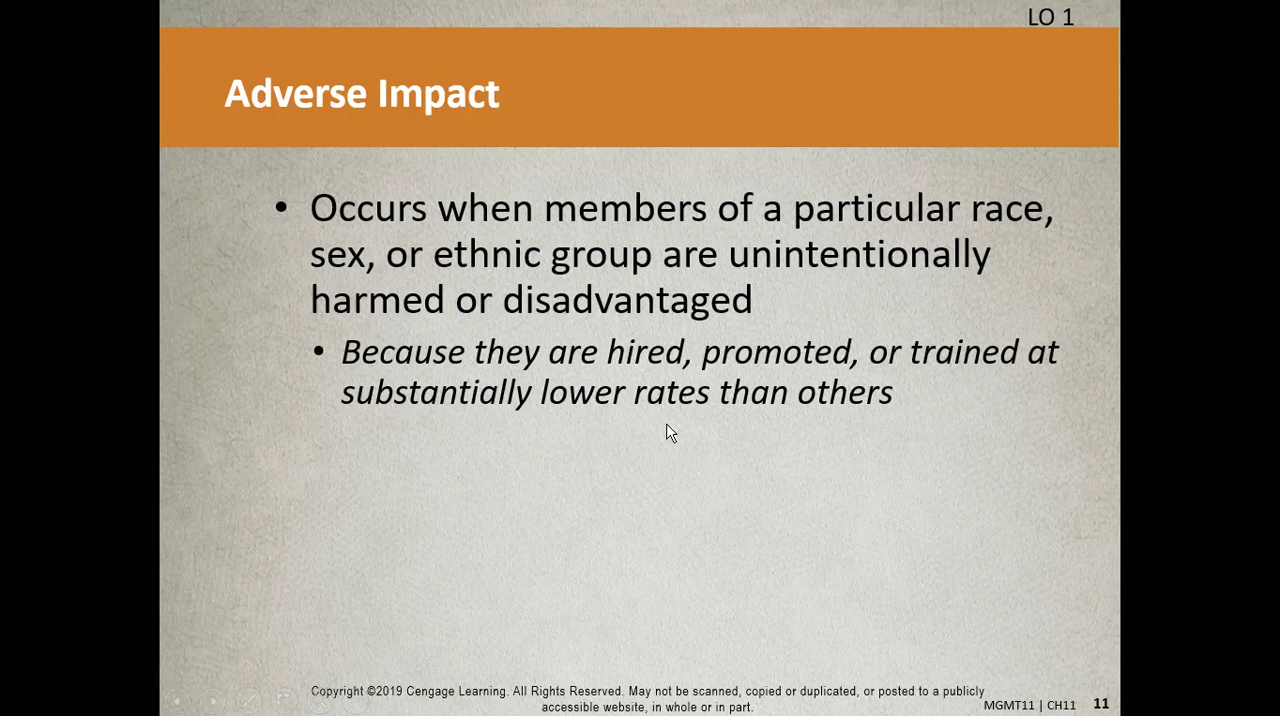 LO 1
Adverse Impact
• Occurs when members of a particular race,
sex, or ethnic group are unintentionally
harmed or disadvantaged
• Because they are hired, promoted, or trained at
substantially lower rates than others
Copyright ©2019 Cengage Learning. All Rights Reserved. May not be scanned, copied or duplicated, or posted to a publicly
accessible website, in whole or in part.
MGMT11 | CH11 11